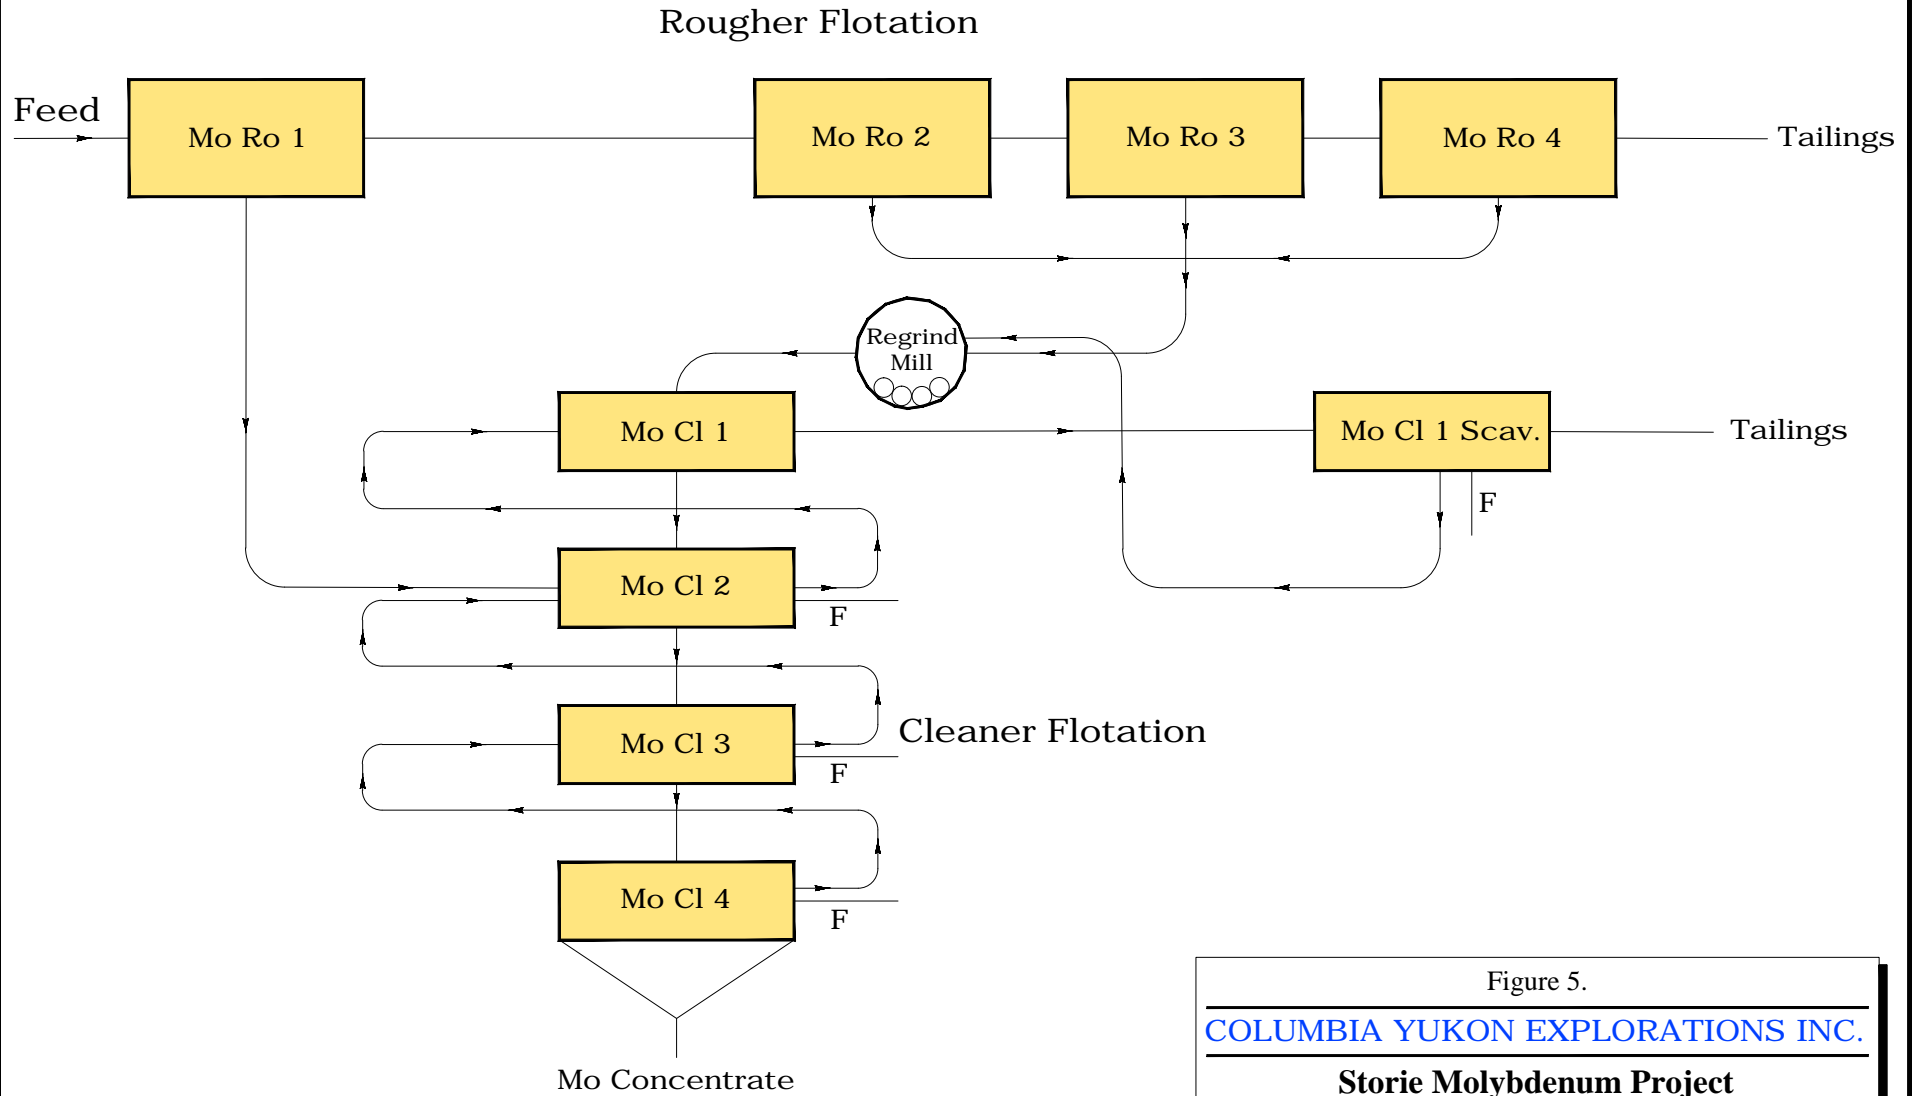 Rougher Flotation
Feed
Mo Ro 1
Mo Ro 2
Mo Ro 3
Mo Ro 4
Tailings
Regrind
Mill
Mo Cl 1
Mo Cl 1 Scav.
Tailings
F
Mo Cl 2
F
Mo Cl 3
Cleaner Flotation
F
Mo Cl 4
F
Mo Concentrate
Figure 5.
COLUMBIA YUKON EXPLORATIONS INC.
Storie Molybdenum Project